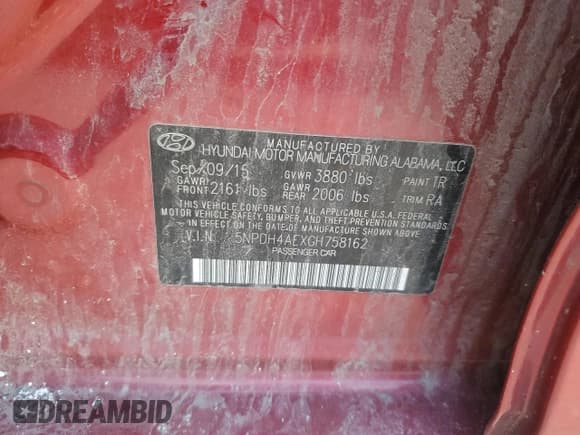 MANUFACTURED BY
HYUNDAI MOTOR MANUFACTURING ALABAMA, LLC
Sep/09/15 GVWR 3880 lbs PAINT TR
GAWR FRONT 2161 lbs GAWR REAR 2006 lbs TRIM RA
THIS VEHICLE CONFORMS TO ALL APPLICABLE U.S.A. FEDERAL
MOTOR VEHICLE SAFETY, BUMPER, AND THEFT PREVENTION STANDARDS
IN EFFECT ON THE DATE OF MANUFACTURE SHOWN ABOVE.
V.I.N. 5NPDH4AEXGH758162
PASSENGER CAR
DREAMBID